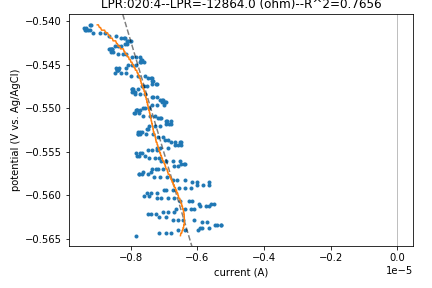 LPR:020:4--LPR=-12864.0 (ohm)--R^2=0.7656
potential (V vs. Ag/AgCl)
−0.540
−0.545
−0.550
−0.555
−0.560
−0.565
−0.8
−0.6
−0.4
−0.2
0.0
1e−5
current (A)